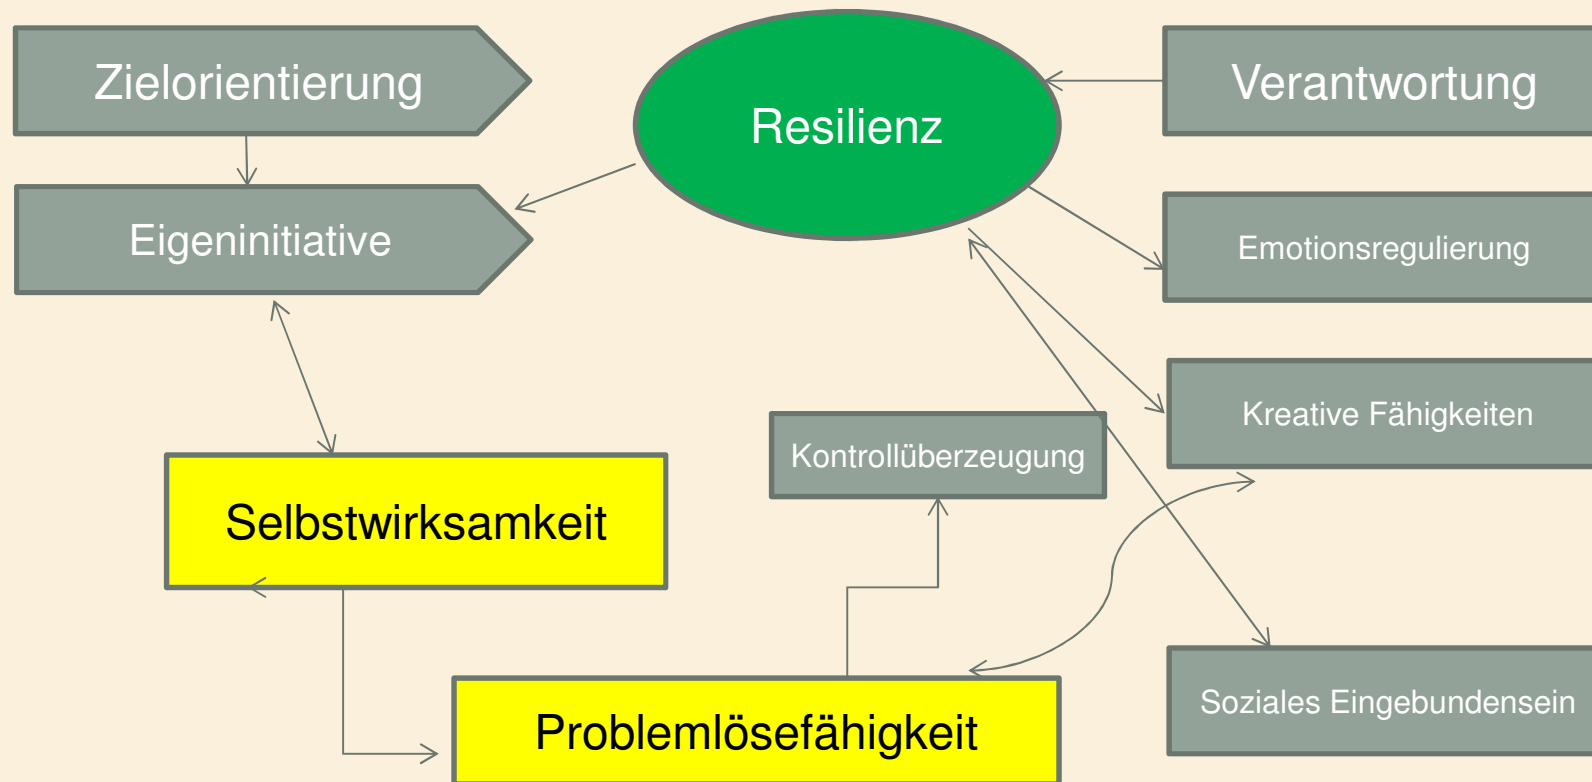 Zielorientierung
Resilienz
Verantwortung
Eigeninitiative
Emotionsregulierung
Kreative Fähigkeiten
Kontrollüberzeugung
Selbstwirksamkeit
Soziales Eingebundensein
Problemlösefähigkeit